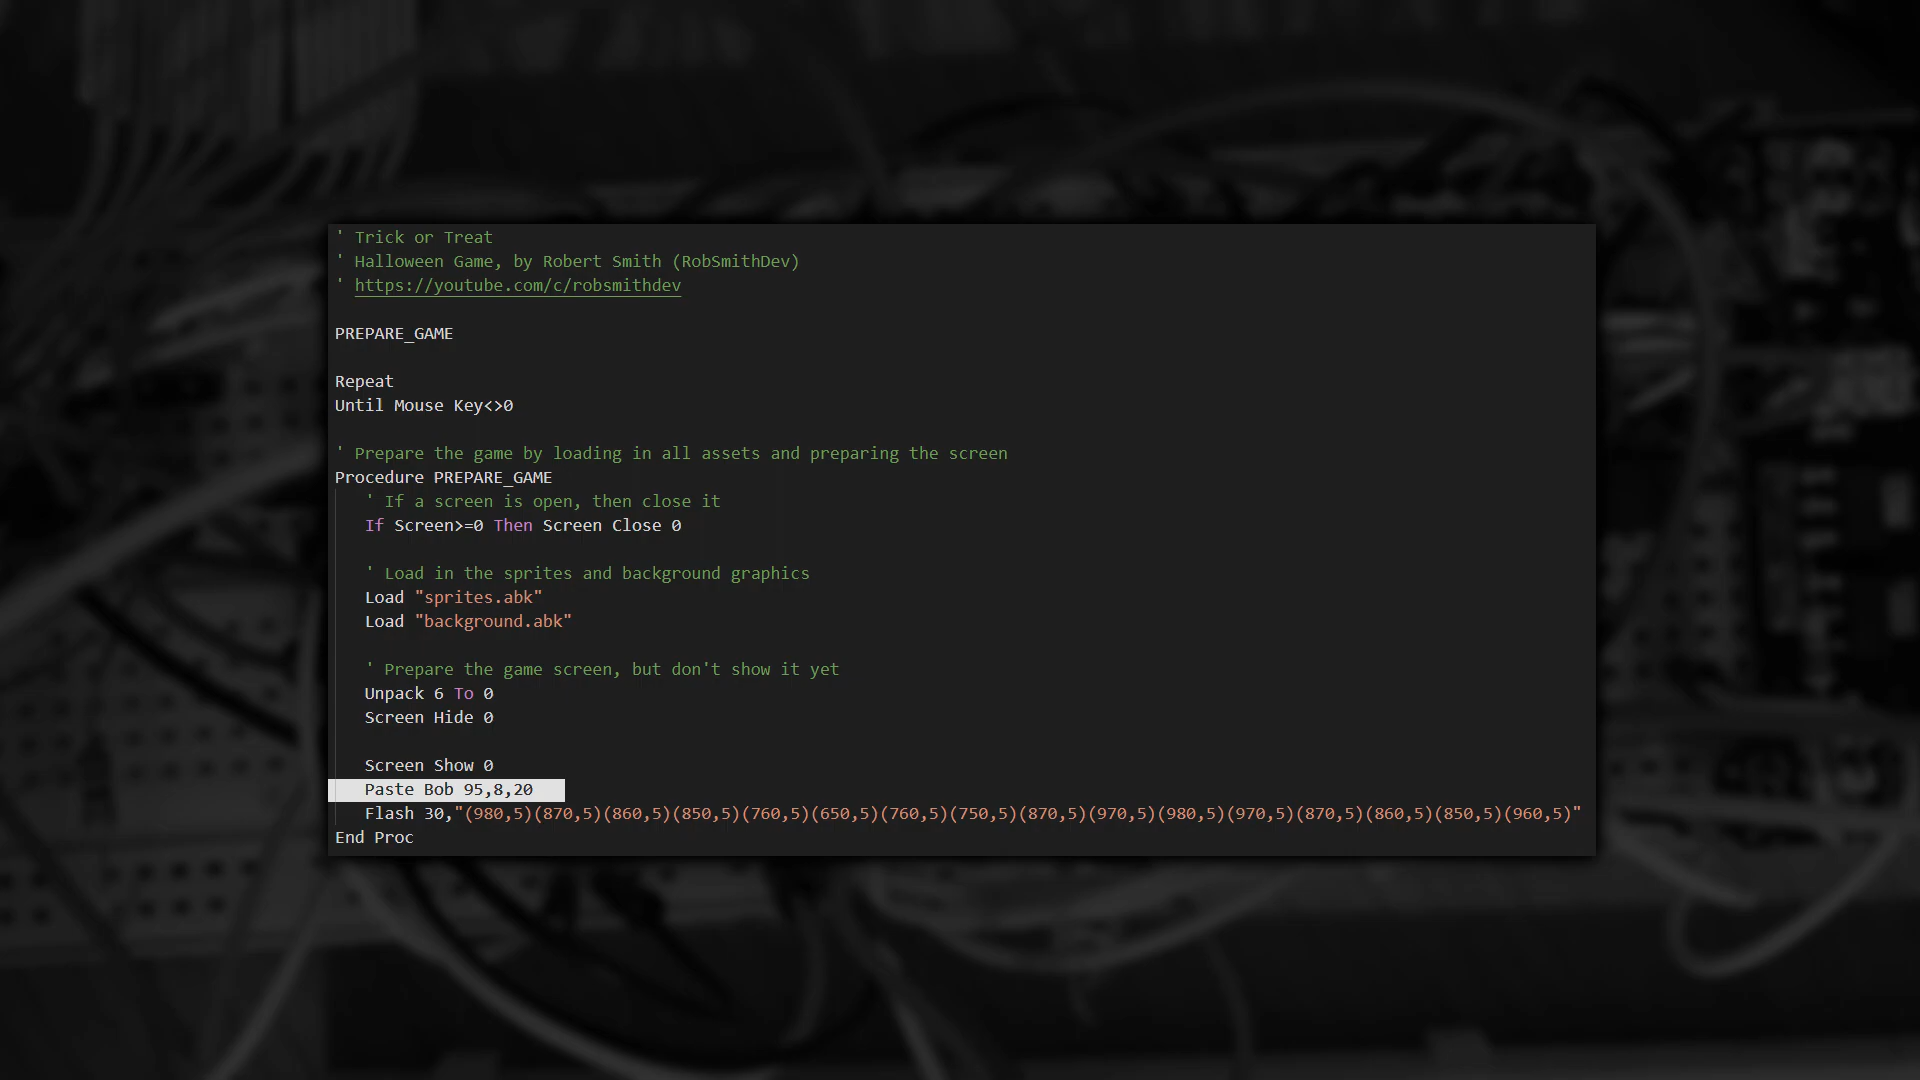 ' Trick or Treat
' Halloween Game, by Robert Smith (RobSmithDev)
' https://youtube.com/c/robsmithdev
PREPARE_GAME
Repeat
Until Mouse Key<>0
' Prepare the game by loading in all assets and preparing the screen
Procedure PREPARE_GAME
' If a screen is open, then close it
If Screen>=0 Then Screen Close 0
' Load in the sprites and background graphics
Load "sprites.abk"
Load "background.abk"
' Prepare the game screen, but don't show it yet
Unpack 6 To 0
Screen Hide 0
Screen Show 0
Paste Bob 95,8,20
Flash 30,"(980,5)(870,5)(860,5)(850,5)(760,5)(650,5)(760,5)(750,5)(870,5)(970,5)(980,5)(970,5)(870,5)(860,5)(850,5)(960,5)"
End Proc